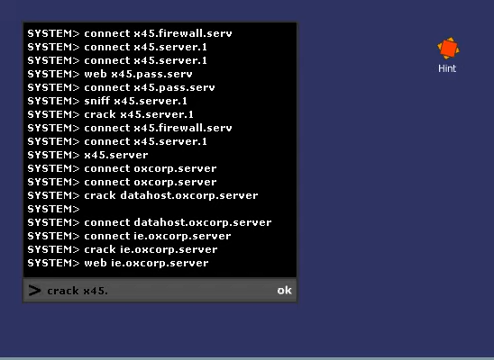 SYSTEM> connect x45.firewall.serv
SYSTEM> connect x45.server.1
SYSTEM> connect x45.server.1
SYSTEM> web x45.pass.serv
SYSTEM> connect x45.pass.serv
SYSTEM> sniff x45.server.1
SYSTEM> crack x45.server.1
SYSTEM> connect x45.firewall.serv
SYSTEM> connect x45.server.1
SYSTEM> x45.server
SYSTEM> connect oxcorp.server
SYSTEM> connect oxcorp.server
SYSTEM> crack datahost.oxcorp.server
SYSTEM>
SYSTEM> connect datahost.oxcorp.server
SYSTEM> connect ie.oxcorp.server
SYSTEM> crack ie.oxcorp.server
SYSTEM> web ie.oxcorp.server
> crack x45. ok
Hint